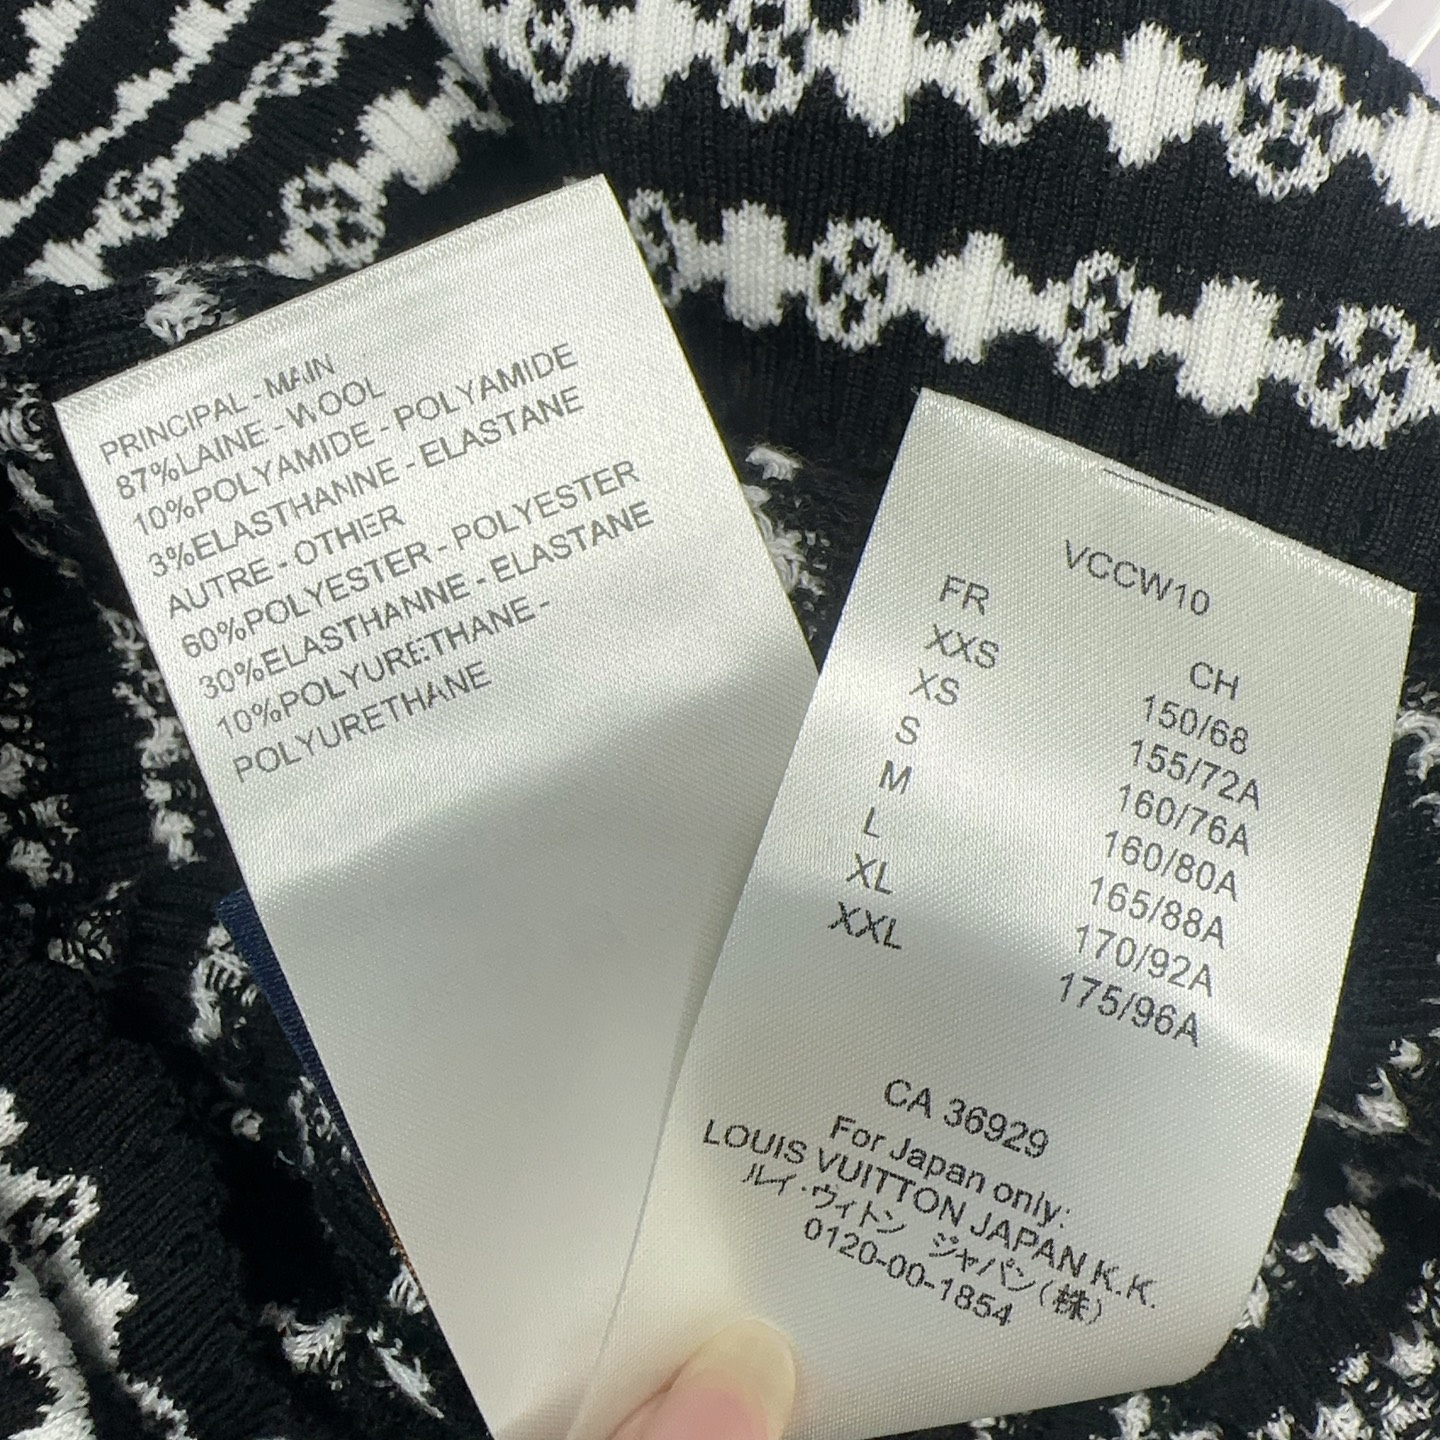 PRINCIPAL - MAIN
87%LAINE - WOOL
10%POLYAMIDE - POLYAMIDE
3%ELASTHANNE - ELASTANE
AUTRE - OTHER
60%POLYESTER - POLYESTER
30%ELASTHANNE - ELASTANE
10%POLYURETHANE -
POLYURETHANE
VCCW10
FR CH
XXS 150/68
XS 155/72A
S 160/76A
M 160/80A
L 165/88A
XL 170/92A
XXL 175/96A
CA 36929
For Japan only:
LOUIS VUITTON JAPAN K.K.
ルイ・ヴィトン ジャパン(株)
0120-00-1854